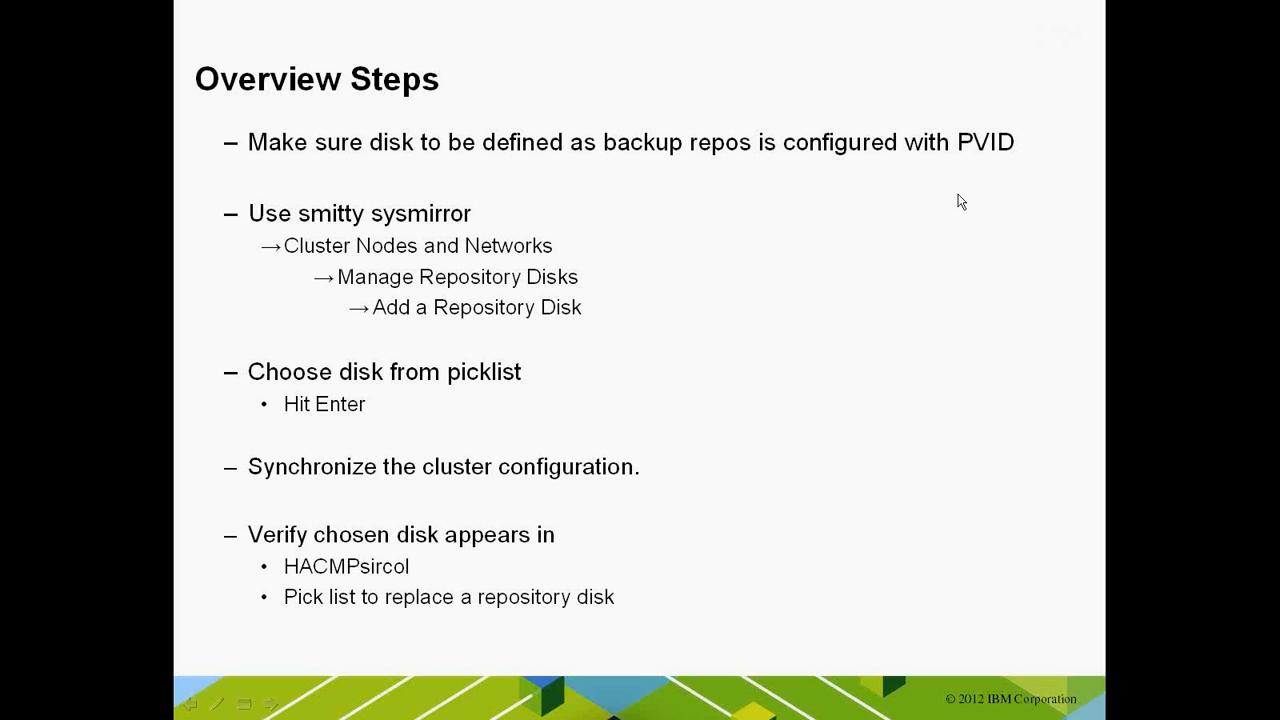 Overview Steps
– Make sure disk to be defined as backup repos is configured with PVID
– Use smitty sysmirror
→Cluster Nodes and Networks
→Manage Repository Disks
→Add a Repository Disk
– Choose disk from picklist
• Hit Enter
– Synchronize the cluster configuration.
– Verify chosen disk appears in
• HACMPsircol
• Pick list to replace a repository disk
© 2012 IBM Corporation